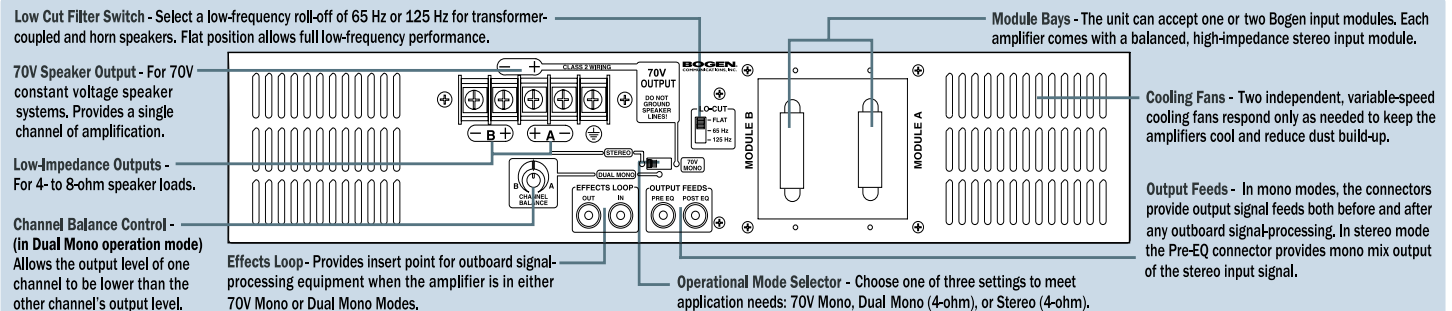 Low Cut Filter Switch - Select a low-frequency roll-off of 65 Hz or 125 Hz for transformer-
coupled and horn speakers. Flat position allows full low-frequency performance.
Module Bays - The unit can accept one or two Bogen input modules. Each
amplifier comes with a balanced, high-impedance stereo input module.
70V Speaker Output - For 70V
constant voltage speaker
systems. Provides a single
channel of amplification.
Low-Impedance Outputs -
For 4- to 8-ohm speaker loads.
Channel Balance Control -
(in Dual Mono operation mode)
Allows the output level of one
channel to be lower than the
other channel's output level.
- +
CLASS 2 WIRING
70V
OUTPUT
DO NOT
GROUND
SPEAKER
LINES!
BOGEN
COMMUNICATIONS, INC.
LO-CUT
FLAT
65 Hz
125 Hz
- B +
+ A -
STEREO
70V
MONO
DUAL MONO
B A
CHANNEL
BALANCE
EFFECTS LOOP
OUT IN
OUTPUT FEEDS
PRE EQ POST EQ
MODULE B
MODULE A
Cooling Fans - Two independent, variable-speed
cooling fans respond only as needed to keep the
amplifiers cool and reduce dust build-up.
Output Feeds - In mono modes, the connectors
provide output signal feeds both before and after
any outboard signal-processing. In stereo mode
the Pre-EQ connector provides mono mix output
of the stereo input signal.
Effects Loop - Provides insert point for outboard signal-
processing equipment when the amplifier is in either
70V Mono or Dual Mono Modes.
Operational Mode Selector - Choose one of three settings to meet
application needs: 70V Mono, Dual Mono (4-ohm), or Stereo (4-ohm).